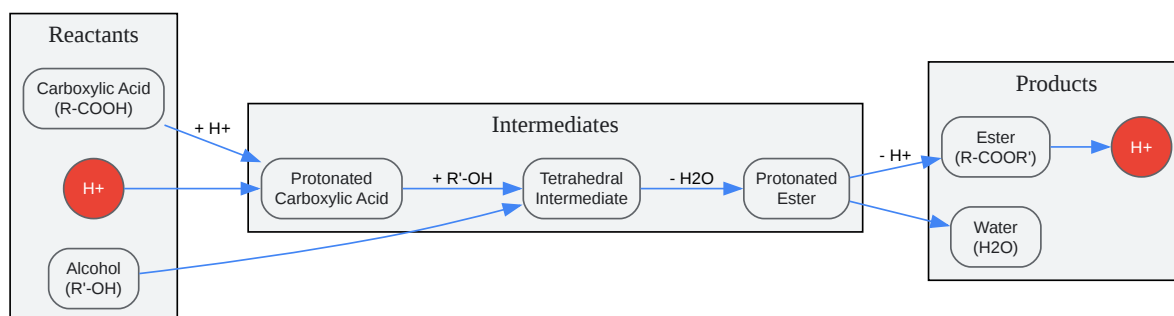 Reactants
Carboxylic Acid
(R-COOH)
+ H+
H+
Alcohol
(R'-OH)
Intermediates
Protonated
Carboxylic Acid
+ R'-OH
Tetrahedral
Intermediate
- H2O
Protonated
Ester
- H+
Products
Ester
(R-COOR')
H+
Water
(H2O)